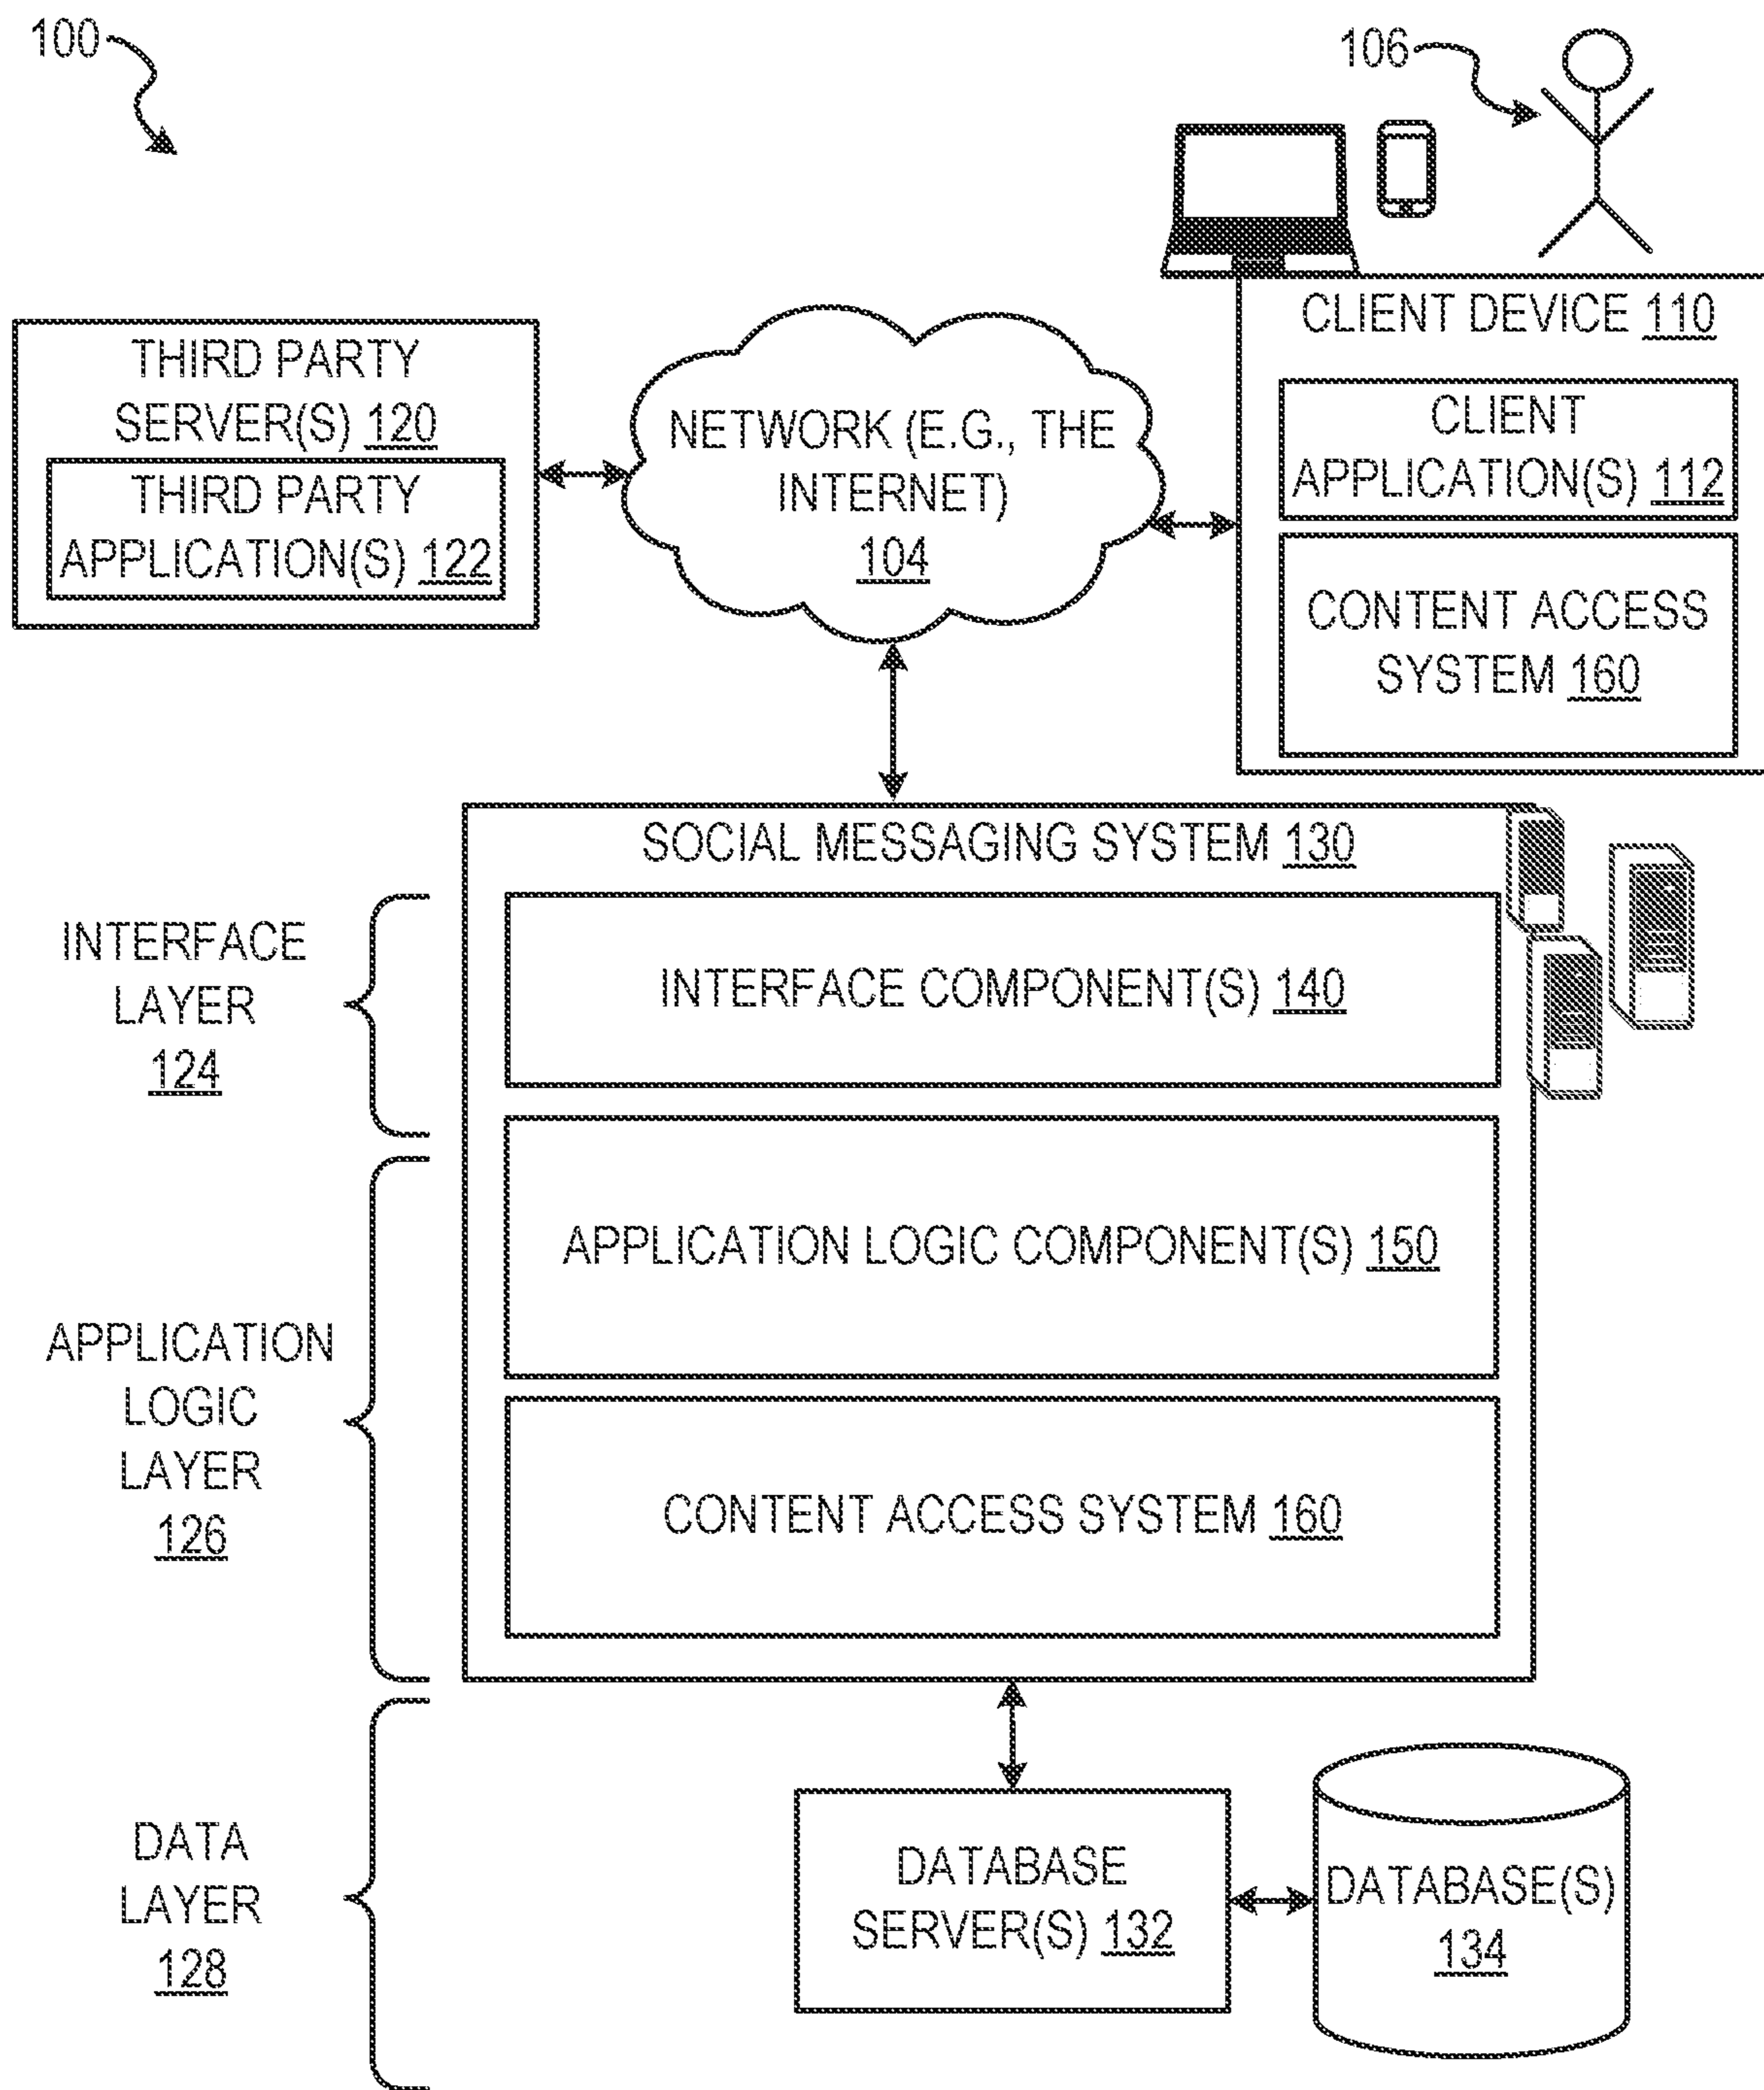 100
106
CLIENT DEVICE 110
CLIENT
APPLICATION(S) 112
CONTENT ACCESS
SYSTEM 160
THIRD PARTY
SERVER(S) 120
THIRD PARTY
APPLICATION(S) 122
NETWORK (E.G., THE
INTERNET)
104
SOCIAL MESSAGING SYSTEM 130
INTERFACE
LAYER
124
INTERFACE COMPONENT(S) 140
APPLICATION LOGIC COMPONENT(S) 150
APPLICATION
LOGIC
LAYER
126
CONTENT ACCESS SYSTEM 160
DATA
LAYER
128
DATABASE
SERVER(S) 132
DATABASE(S)
134